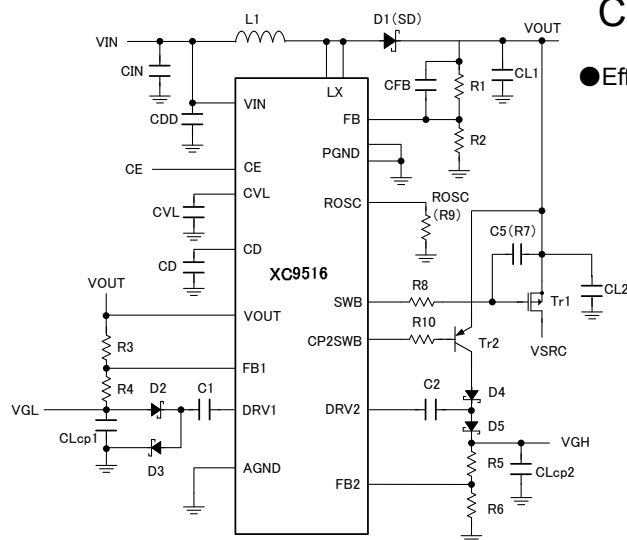 C
●Eff
L1
D1(SD)
VIN
VOUT
CIN
CDD
LX
CFB
R1
CL1
VIN
FB
R2
PGND
CE
CE
CVL
CVL
ROSC
ROSC
(R9)
CD
CD
C5(R7)
XC9516
R8
SWB
Tr1
CL2
VOUT
VOUT
R10
CP2SWB
Tr2
VSRC
R3
FB1
R4
D2
C1
C2
D4
VGL
DRV1
DRV2
D5
CLcp1
D3
VGH
AGND
R5
CLcp2
FB2
R6